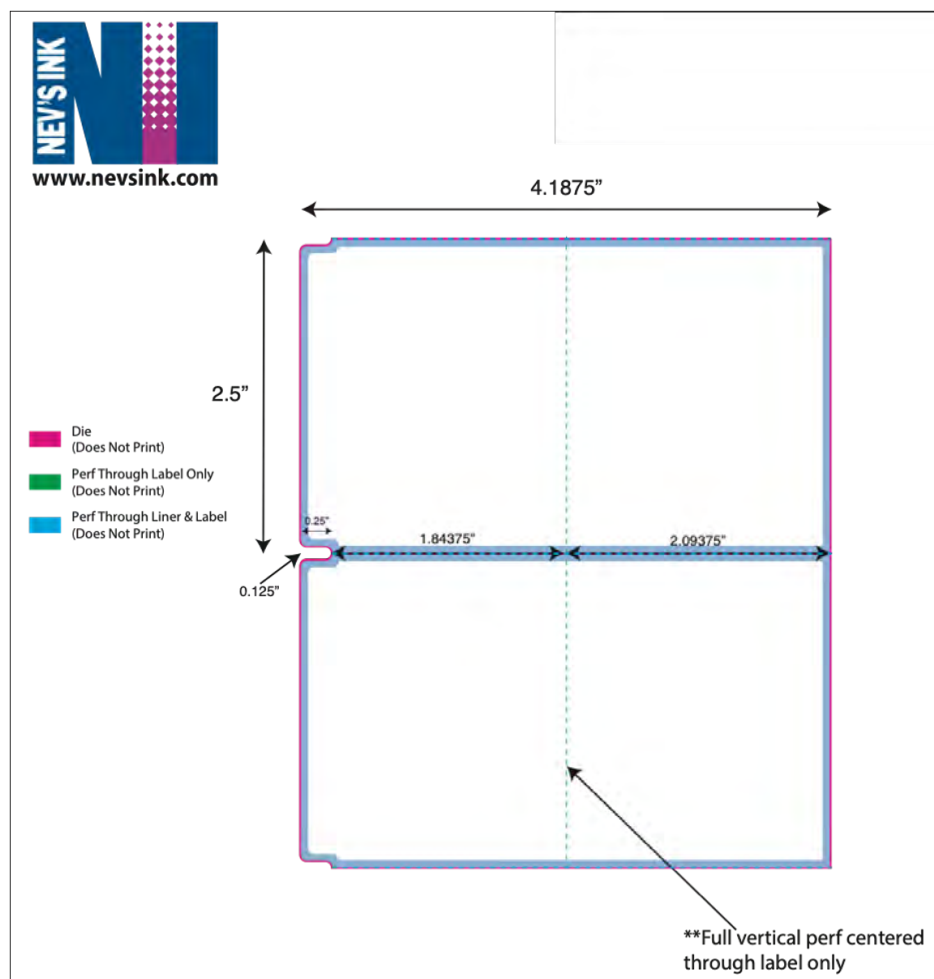 NEV'S INK
NI
www.nevsink.com
4.1875”
2.5”
Die
(Does Not Print)
Perf Through Label Only
(Does Not Print)
Perf Through Liner & Label
(Does Not Print)
0.25"
1.84375"
2.09375"
0.125”
**Full vertical perf centered
through label only